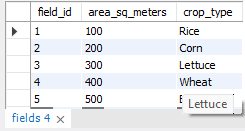 field_id area_sq_meters crop_type
1 100 Rice
2 200 Corn
3 300 Lettuce
4 400 Wheat
5 500
Lettuce
fields 4